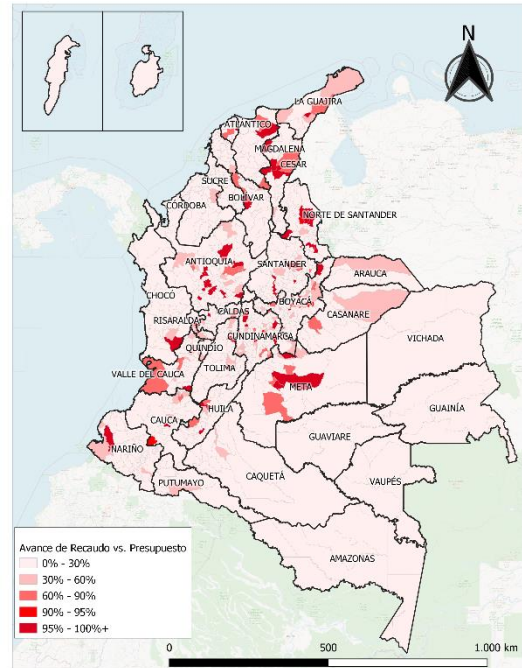 N
LA GUAJIRA
ATLÁNTICO
MAGDALENA
CESAR
SUCRE
BOLÍVAR
CÓRDOBA
NORTE DE SANTANDER
ANTIOQUIA
SANTANDER
ARAUCA
CHOCÓ
BOYACÁ
CASANARE
CALDAS
RISARALDA
CUNDINAMARCA
VICHADA
QUINDÍO
VALLE DEL CAUCA
TOLIMA
META
GUAINÍA
CAUCA
HUILA
GUAVIARE
NARIÑO
CAQUETÁ
VAUPÉS
PUTUMAYO
AMAZONAS
Avance de Recaudo vs. Presupuesto
0% - 30%
30% - 60%
60% - 90%
90% - 95%
95% - 100%+
0 500 1.000 km